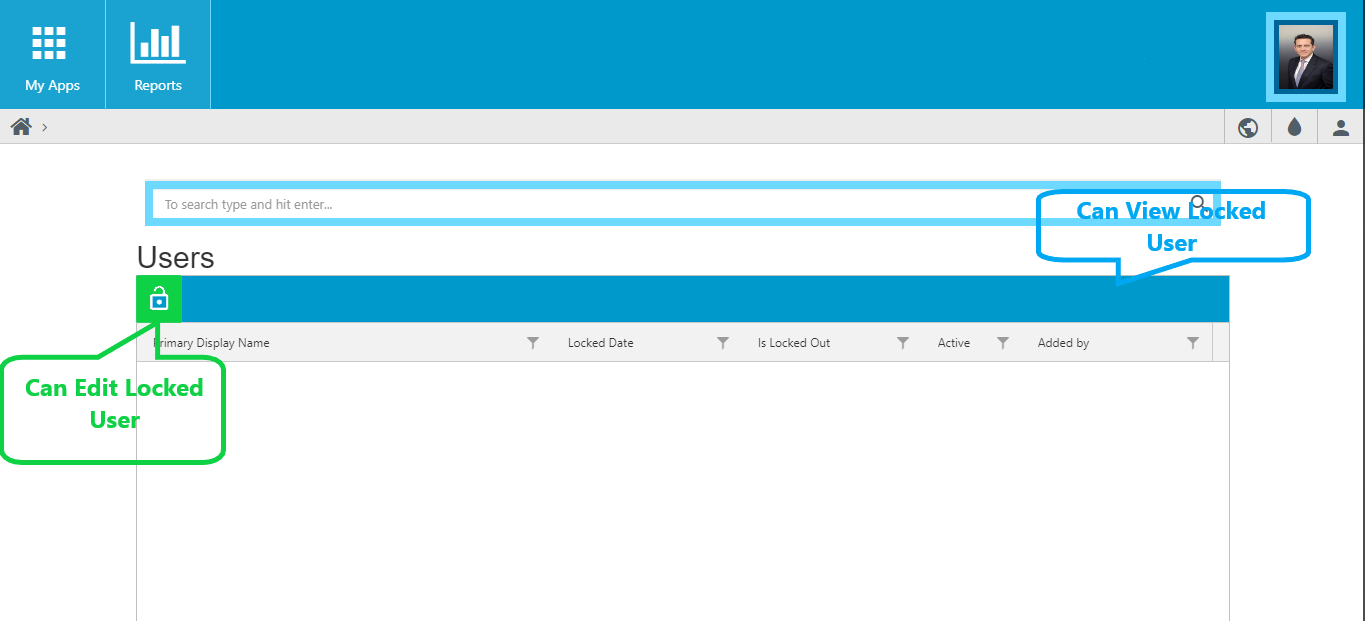 My Apps
Reports
To search type and hit enter...
Can View Locked
User
Users
Primary Display Name
Locked Date
Is Locked Out
Active
Added by
Can Edit Locked
User